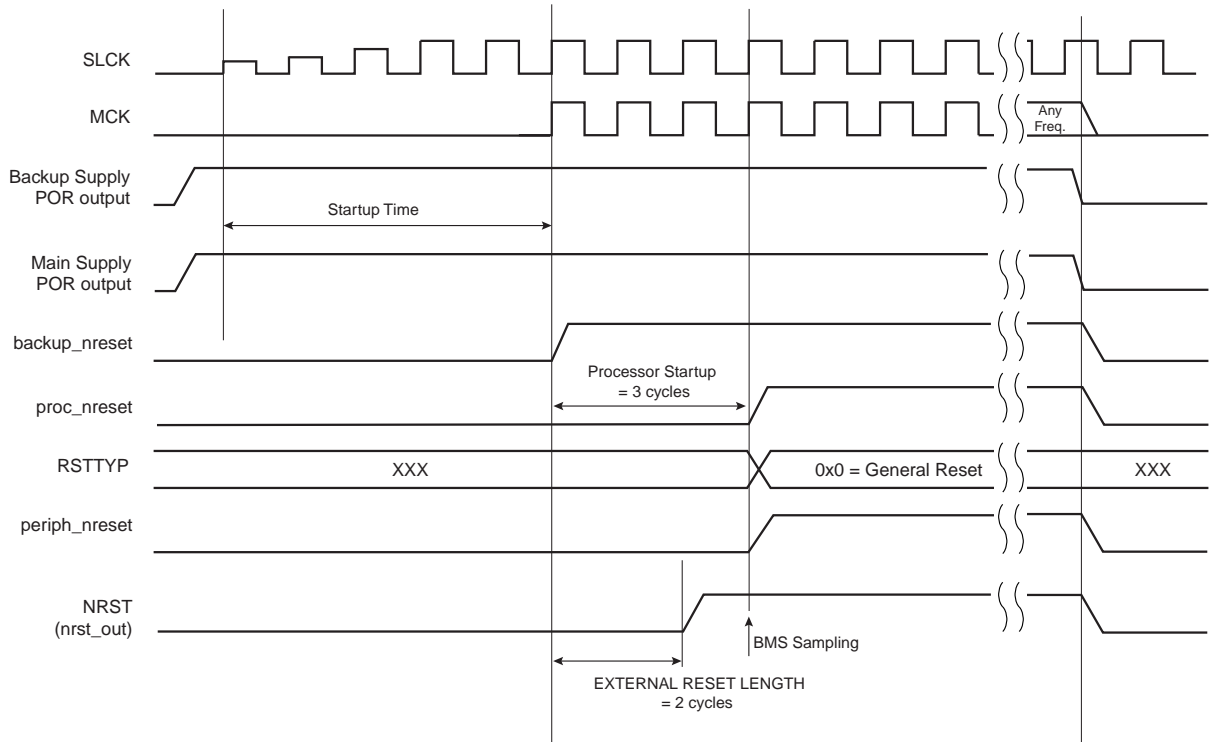 SLCK
MCK
Any
Freq.
Backup Supply
POR output
Startup Time
Main Supply
POR output
backup_nreset
Processor Startup
= 3 cycles
proc_nreset
RSTTYP
XXX
0x0 = General Reset
XXX
periph_nreset
NRST
(nrst_out)
BMS Sampling
EXTERNAL RESET LENGTH
= 2 cycles